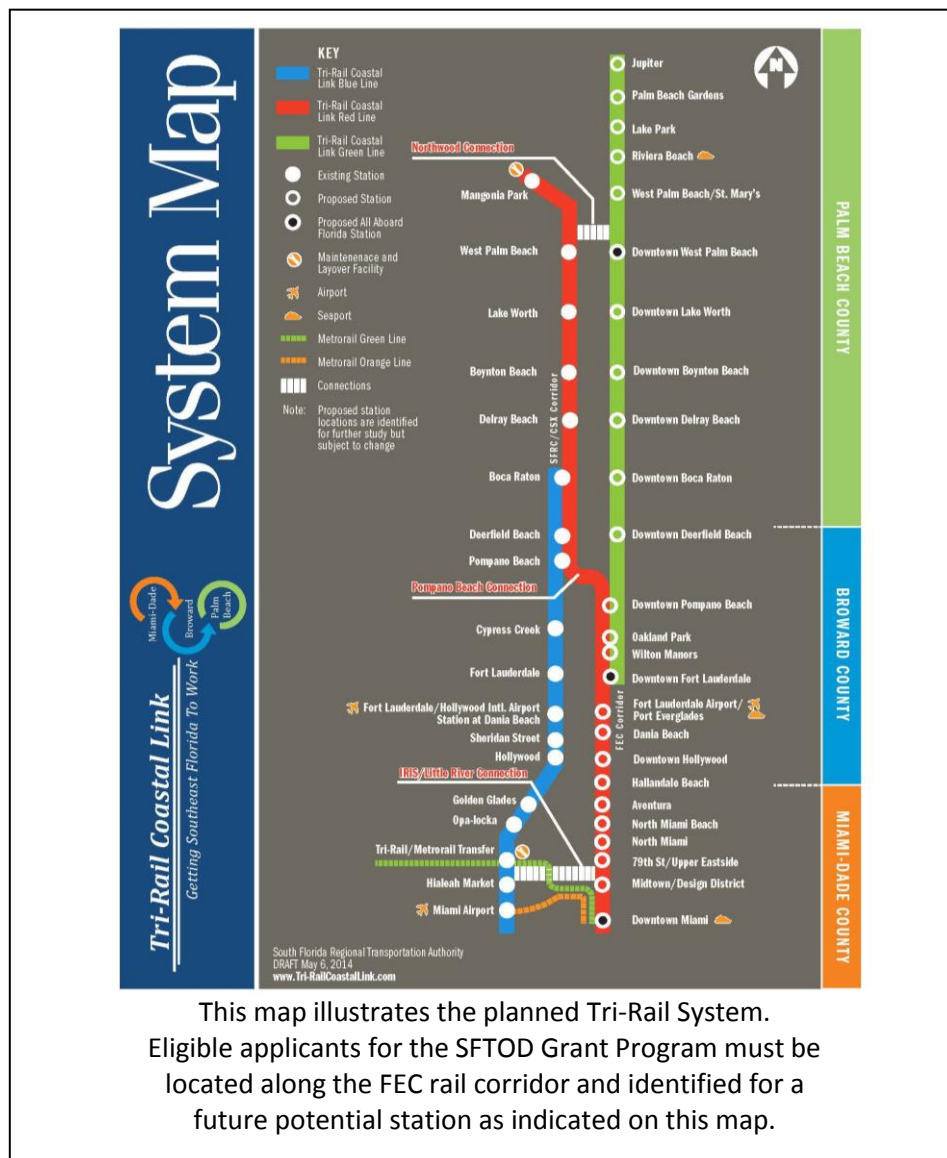 System Map
Miami-Dade
Broward
Palm
Beach
Tri-Rail Coastal Link
Getting Southeast Florida To Work
KEY
Tri-Rail Coastal
Link Blue Line
Tri-Rail Coastal
Link Red Line
Tri-Rail Coastal
Link Green Line
Existing Station
Proposed Station
Proposed All Aboard
Florida Station
Maintenenace and
Layover Facility
Airport
Seaport
Metrorail Green Line
Metrorail Orange Line
Connections
Note: Proposed station
locations are identified
for further study but
subject to change
N
Northwood Connection
Mangonia Park
West Palm Beach
Lake Worth
Boynton Beach
Delray Beach
SFRC/CSX Corridor
Boca Raton
Deerfield Beach
Pompano Beach
Pompano Beach Connection
Cypress Creek
Fort Lauderdale
Fort Lauderdale/Hollywood Intl. Airport
Station at Dania Beach
Sheridan Street
Hollywood
IRIS/Little River Connection
Golden Glades
Opa-locka
Tri-Rail/Metrorail Transfer
Hialeah Market
Miami Airport
Jupiter
Palm Beach Gardens
Lake Park
Riviera Beach
West Palm Beach/St. Mary's
Downtown West Palm Beach
Downtown Lake Worth
Downtown Boynton Beach
Downtown Delray Beach
Downtown Boca Raton
Downtown Deerfield Beach
Downtown Pompano Beach
Oakland Park
Wilton Manors
Downtown Fort Lauderdale
FEC Corridor
Fort Lauderdale Airport/
Port Everglades
Dania Beach
Downtown Hollywood
Hallandale Beach
Aventura
North Miami Beach
North Miami
79th St/Upper Eastside
Midtown/Design District
Downtown Miami
PALM BEACH COUNTY
BROWARD COUNTY
MIAMI-DADE COUNTY
South Florida Regional Transportation Authority
DRAFT May 6, 2014
www.Tri-RailCoastalLink.com
This map illustrates the planned Tri-Rail System.
Eligible applicants for the SFTOD Grant Program must be
located along the FEC rail corridor and identified for a
future potential station as indicated on this map.